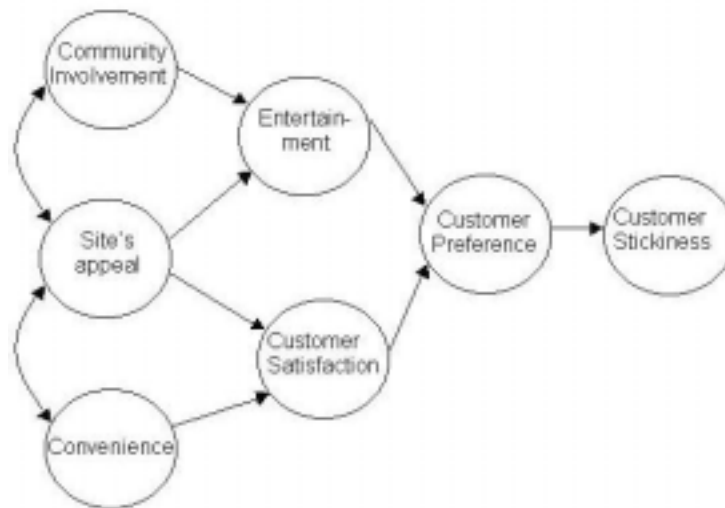 Community
Involvement
Entertain-
ment
Site's
appeal
Customer
Preference
Customer
Stickiness
Customer
Satisfaction
Convenience